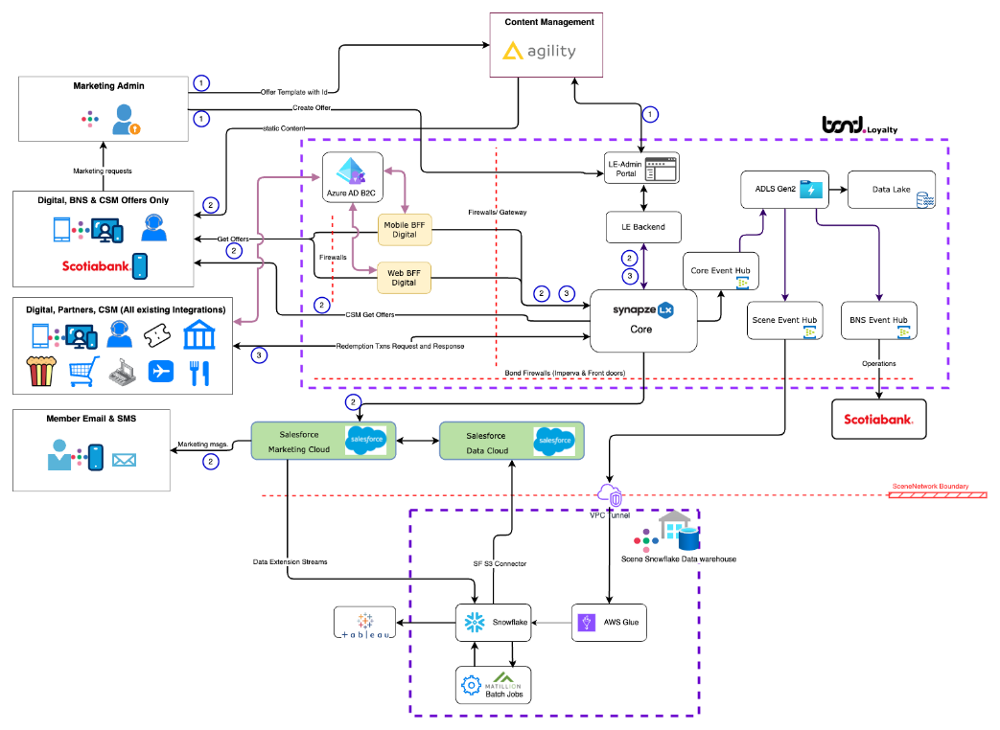 Content Management
agility
Marketing Admin
1
Offer Template with Id
1
Create Offer
static Content
1
Marketing requests
bond.
Loyalty
Azure AD B2C
LE-Admin
Portal
ADLS Gen2
Data Lake
Digital, BNS & CSM Offers Only
2
Scotiabank.
Get Offers
2
Firewalls/ Gateway
Mobile BFF
Digital
LE Backend
Firewalls
2
3
Web BFF
Digital
Core Event Hub
2
3
2
CSM Get Offers
synapze LX
Core
Scene Event Hub
BNS Event Hub
Digital, Partners, CSM (All existing Integrations)
Redemption Txns Request and Response
3
Operations
Bond Firewalls (Imperva & Front doors)
Scotiabank.
2
Member Email & SMS
Marketing msgs.
2
Salesforce
Marketing Cloud
salesforce
Salesforce
Data Cloud
salesforce
SceneNetwork Boundary
VPC Tunnel
Scene Snowflake Data warehouse
Data Extension Streams
SF S3 Connector
+ableau
Snowflake
AWS Glue
MATILLION
Batch Jobs